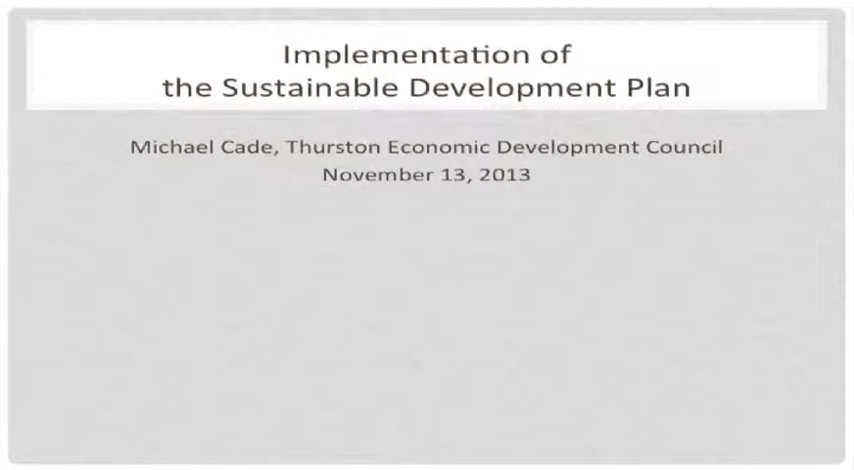 Implementation of
the Sustainable Development Plan
Michael Cade, Thurston Economic Development Council
November 13, 2013